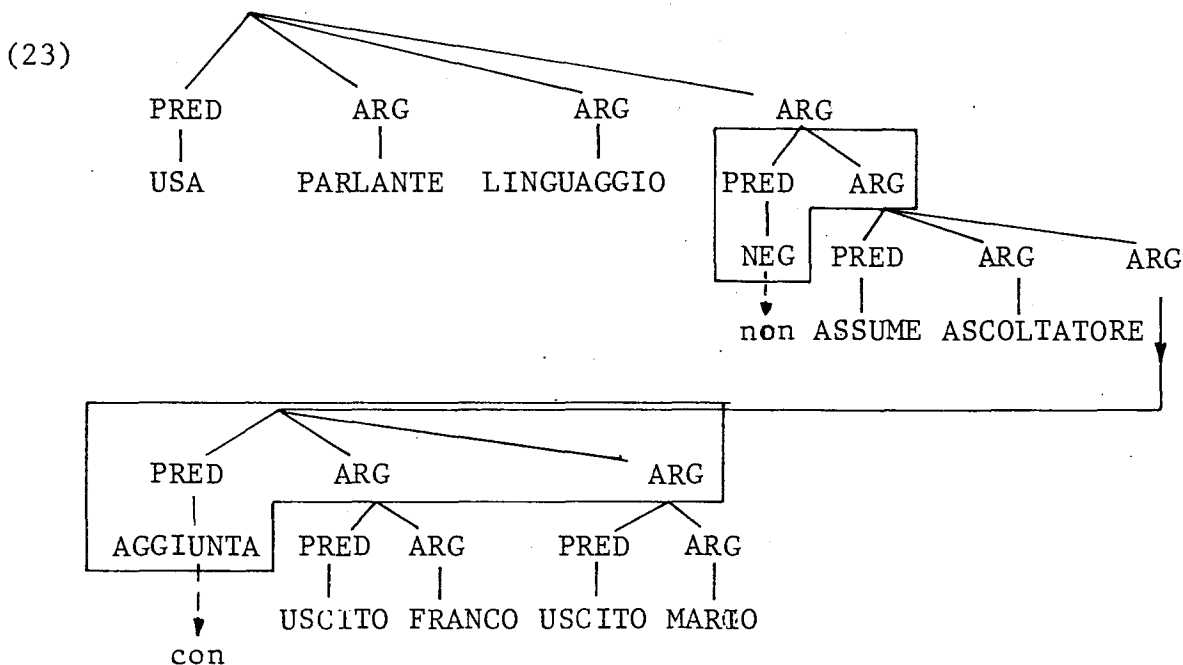 (23)
PRED ARG ARG ARG
USA PARLANTE LINGUAGGIO PRED ARG
NEG PRED ARG ARG
non ASSUME ASCOLTATORE
PRED ARG ARG
AGGIUNTA PRED ARG PRED ARG
USCITO FRANCO USCITO MARIO
con